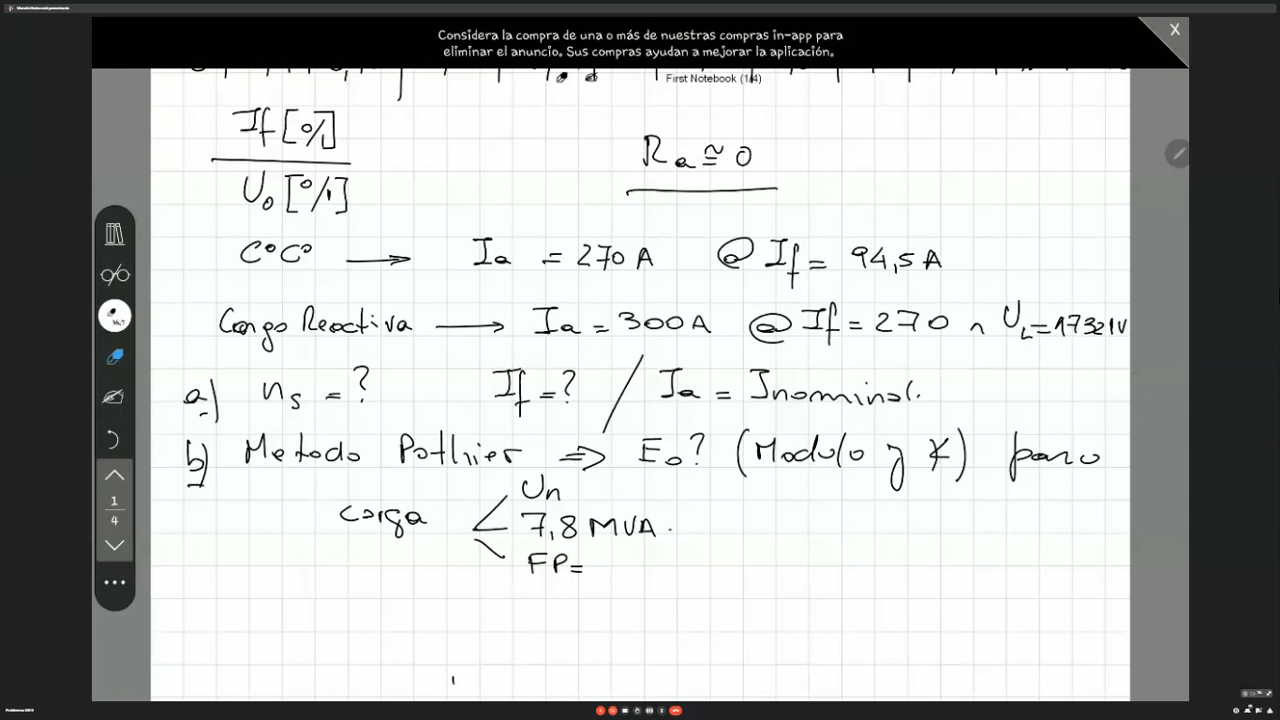 Considera la compra de una o más de nuestras compras in-app para
eliminar el anuncio. Sus compras ayudan a mejorar la aplicación.
X
First Notebook (1/4)
If [%]
U₀ [%]
Ra ≅ 0
C°C° → Ia = 270 A @ If = 94,5 A
Carga Reactiva → Ia = 300A @ If = 270 ∩ UL = 17321V
a) ns = ? If = ? / Ia = Inominal.
b) Metodo Pothier ⇒ E₀? (Modulo y ∡) para
carga < Un
7,8 MVA.
FP=
1
4